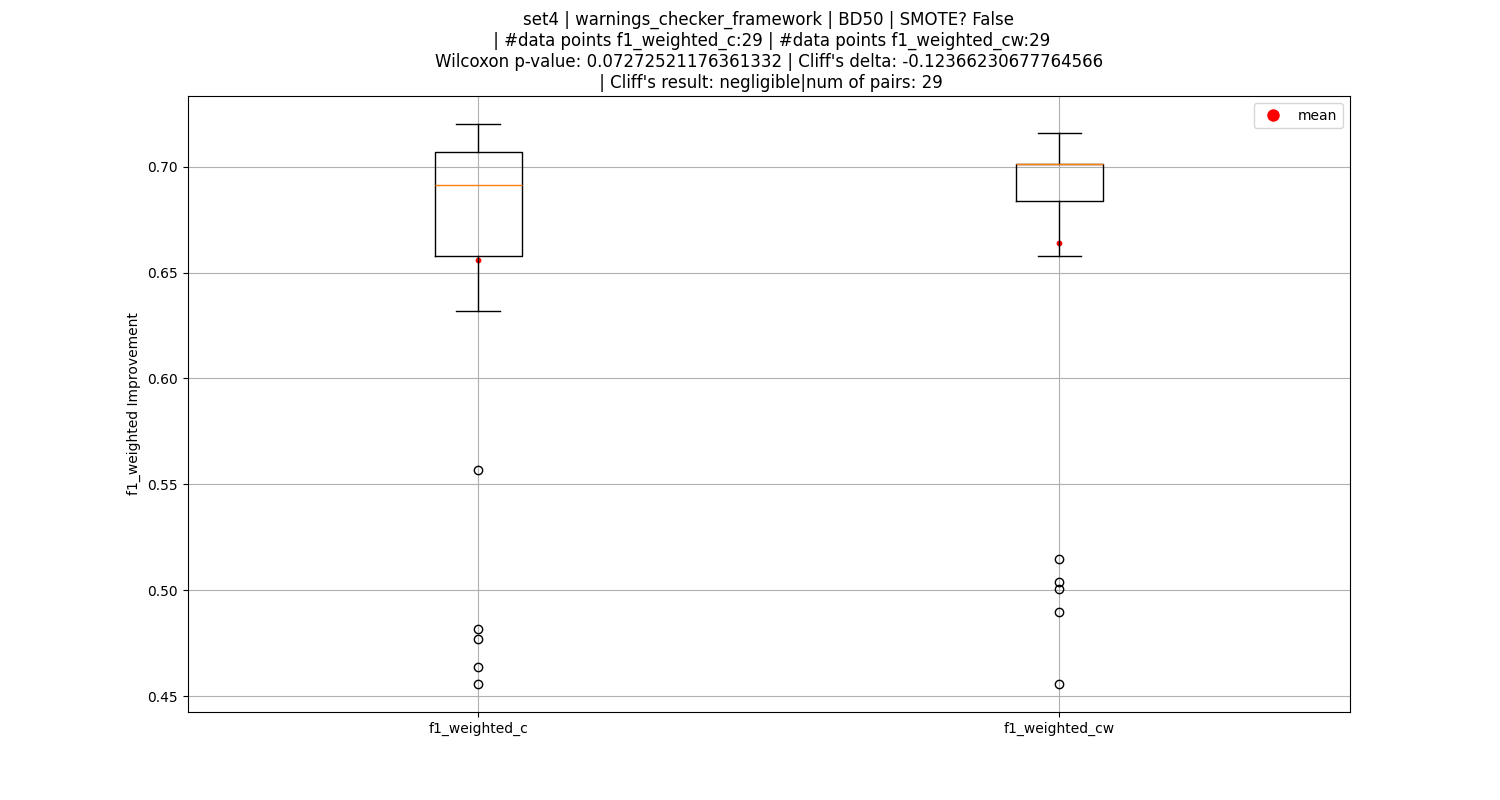 set4 | warnings_checker_framework | BD50 | SMOTE? False
| #data points f1_weighted_c:29 | #data points f1_weighted_cw:29
Wilcoxon p-value: 0.07272521176361332 | Cliff's delta: -0.12366230677764566
| Cliff's result: negligible|num of pairs: 29
mean
f1_weighted Improvement
0.70
0.65
0.60
0.55
0.50
0.45
f1_weighted_c
f1_weighted_cw